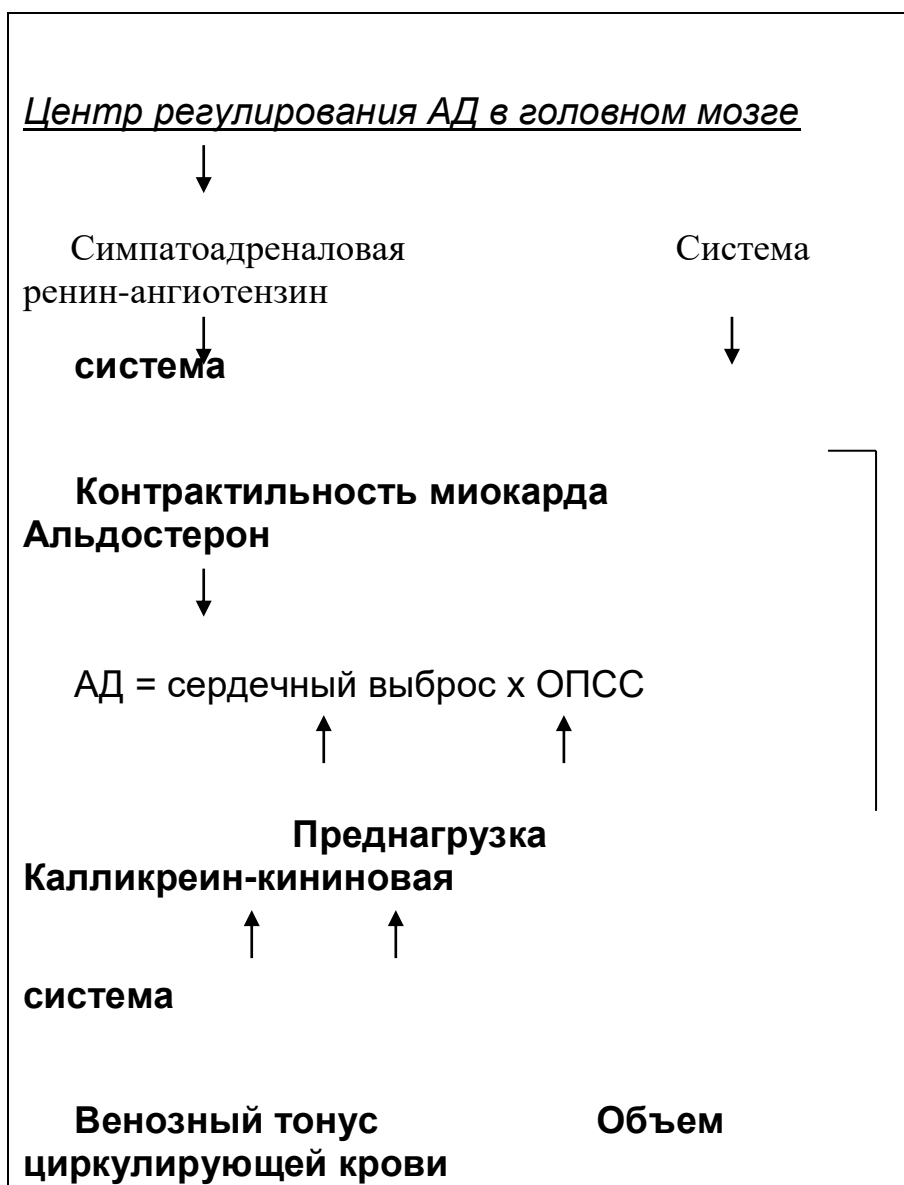 Центр регулирования АД в головном мозге
Симпатоадреналовая Система
ренин-ангиотензин
система
Контрактильность миокарда
Альдостерон
АД = сердечный выброс х ОПСС
Преднагрузка
Калликреин-кининовая
система
Венозный тонус Объем
циркулирующей крови